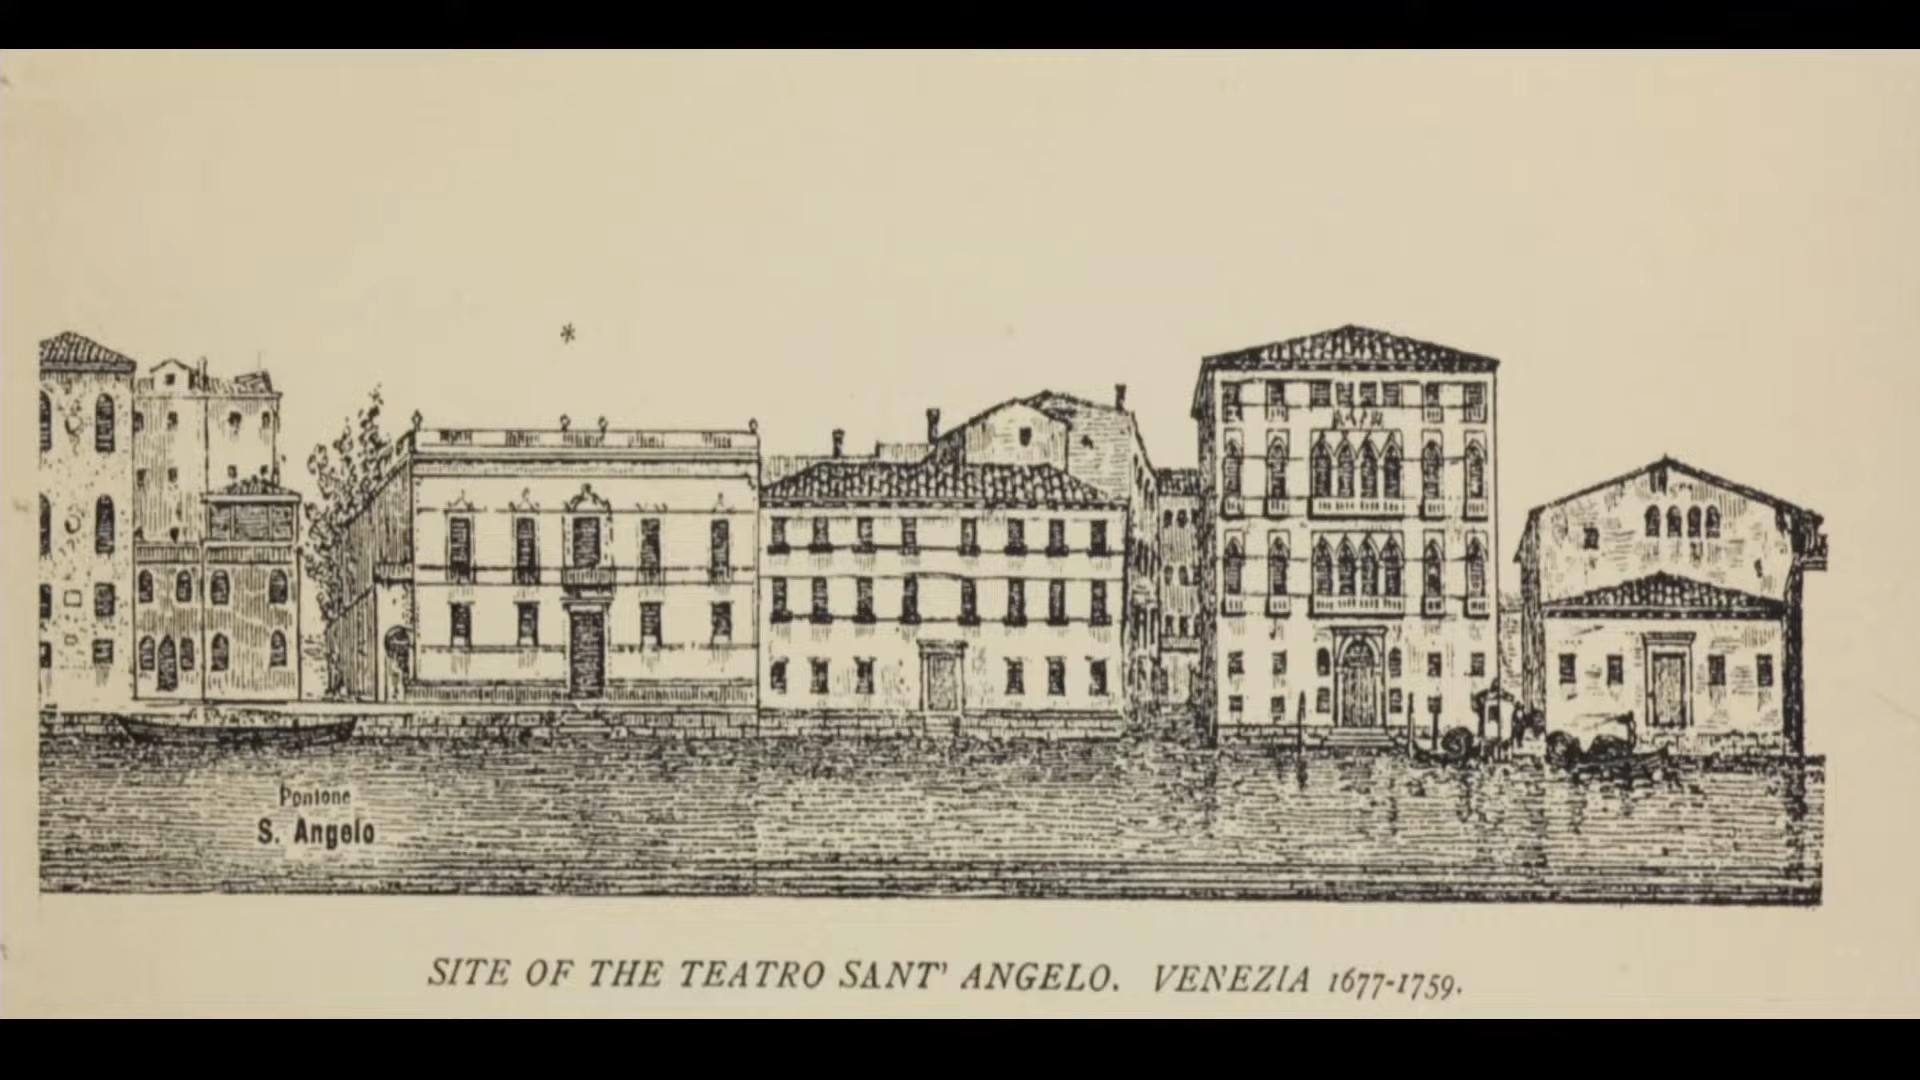 *
Pontone
S. Angelo
SITE OF THE TEATRO SANT' ANGELO. VENEZIA 1677-1759.